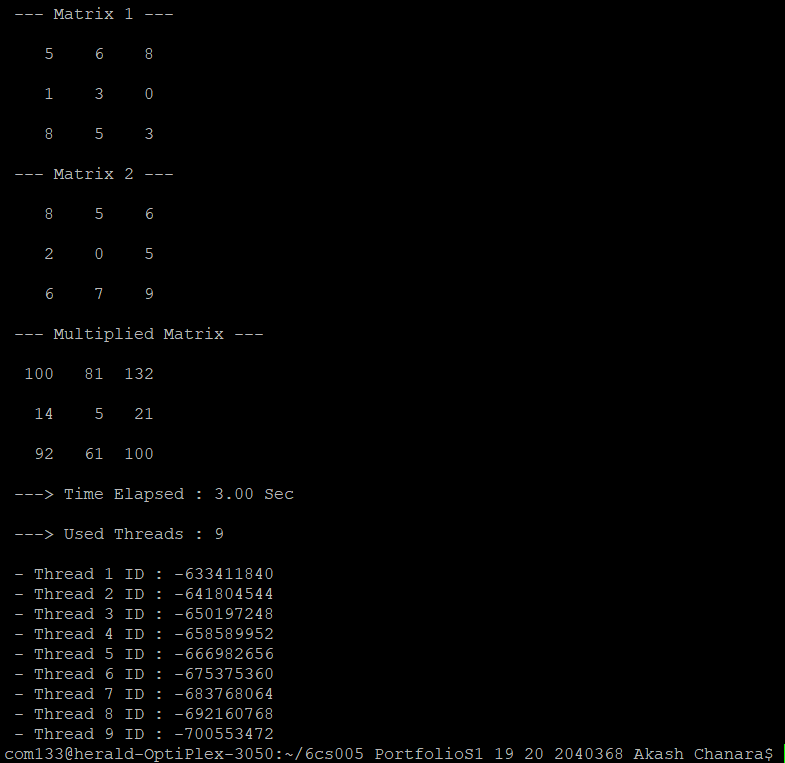 --- Matrix 1 ---
5 6 8
1 3 0
8 5 3
--- Matrix 2 ---
8 5 6
2 0 5
6 7 9
--- Multiplied Matrix ---
100 81 132
14 5 21
92 61 100
---> Time Elapsed : 3.00 Sec
---> Used Threads : 9
- Thread 1 ID : -633411840
- Thread 2 ID : -641804544
- Thread 3 ID : -650197248
- Thread 4 ID : -658589952
- Thread 5 ID : -666982656
- Thread 6 ID : -675375360
- Thread 7 ID : -683768064
- Thread 8 ID : -692160768
- Thread 9 ID : -700553472
com133@herald-OptiPlex-3050:~/6cs005 PortfolioS1 19 20 2040368 Akash Chanara$